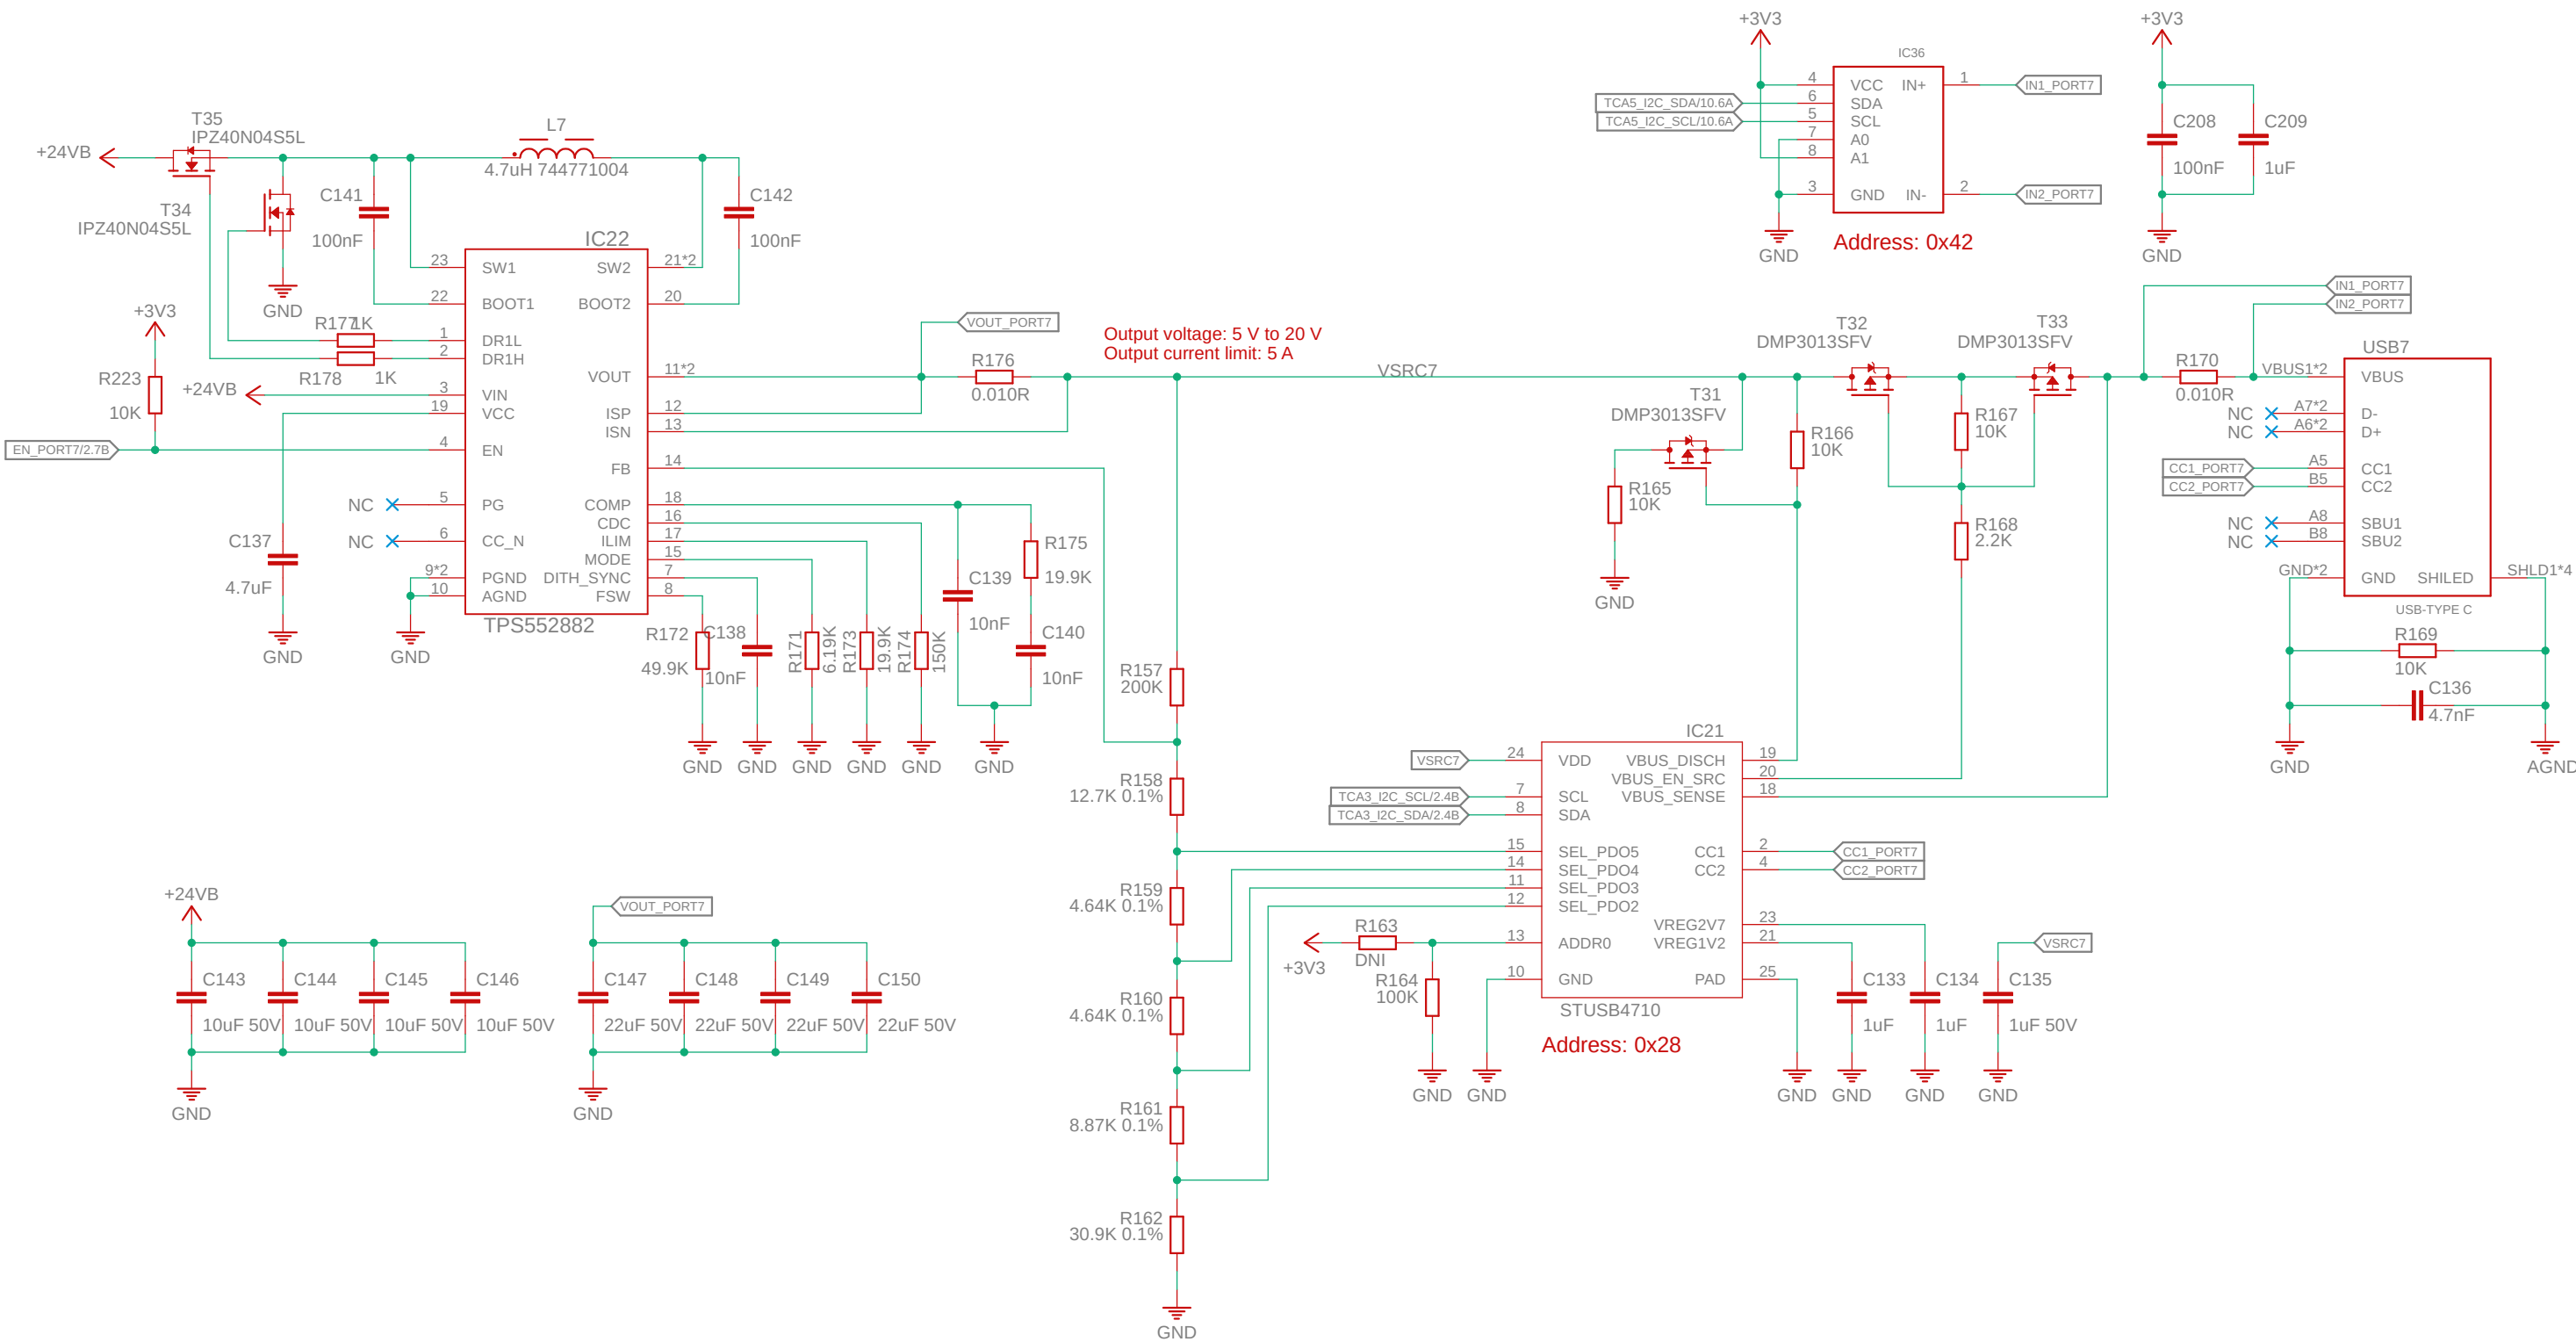 +3V3
+3V3
IC36
4 VCC IN+ 1
6 SDA
5 SCL
7 A0
8 A1
3 GND IN- 2
TCA5_I2C_SDA/10.6A
TCA5_I2C_SCL/10.6A
IN1_PORT7
IN2_PORT7
GND
Address: 0x42
C208
100nF
C209
1uF
GND
T35
IPZ40N04S5L
+24VB
L7
4.7uH 744771004
T34
IPZ40N04S5L
C141
100nF
C142
100nF
GND
IC22
23 SW1 SW2 21*2
22 BOOT1 BOOT2 20
1 DR1L
2 DR1H
3 VIN VOUT 11*2
19 VCC ISP 12
ISN 13
4 EN FB 14
5 PG COMP 18
CDC 16
6 CC_N ILIM 17
MODE 15
9*2 PGND DITH_SYNC 7
10 AGND FSW 8
TPS552882
+3V3
R177 1K
R178 1K
R223
10K
+24VB
EN_PORT7/2.7B
NC
NC
C137
4.7uF
GND
GND
VOUT_PORT7
R176
0.010R
Output voltage: 5 V to 20 V
Output current limit: 5 A
VSRC7
R175
19.9K
C139
10nF
C140
10nF
R172
49.9K
C138
10nF
R171
6.19K
R173
19.9K
R174
150K
GND GND GND GND GND GND
T31
DMP3013SFV
T32
DMP3013SFV
T33
DMP3013SFV
R165
10K
GND
R166
10K
R167
10K
R168
2.2K
IN1_PORT7
IN2_PORT7
R170
0.010R
USB7
VBUS1*2 VBUS
NC A7*2 D-
NC A6*2 D+
CC1_PORT7 A5 CC1
CC2_PORT7 B5 CC2
NC A8 SBU1
NC B8 SBU2
GND*2 GND SHILED SHLD1*4
USB-TYPE C
R169
10K
C136
4.7nF
GND
AGND
R157
200K
R158
12.7K 0.1%
R159
4.64K 0.1%
R160
4.64K 0.1%
R161
8.87K 0.1%
R162
30.9K 0.1%
GND
IC21
VSRC7 24 VDD VBUS_DISCH 19
VBUS_EN_SRC 20
TCA3_I2C_SCL/2.4B 7 SCL VBUS_SENSE 18
TCA3_I2C_SDA/2.4B 8 SDA
15 SEL_PDO5 CC1 2 CC1_PORT7
14 SEL_PDO4 CC2 4 CC2_PORT7
11 SEL_PDO3
12 SEL_PDO2
VREG2V7 23
13 ADDR0 VREG1V2 21
10 GND PAD 25
STUSB4710
Address: 0x28
R163
DNI
+3V3
R164
100K
GND GND
VSRC7
C133
1uF
C134
1uF
C135
1uF 50V
GND GND GND GND
+24VB
C143
10uF 50V
C144
10uF 50V
C145
10uF 50V
C146
10uF 50V
GND
VOUT_PORT7
C147
22uF 50V
C148
22uF 50V
C149
22uF 50V
C150
22uF 50V
GND